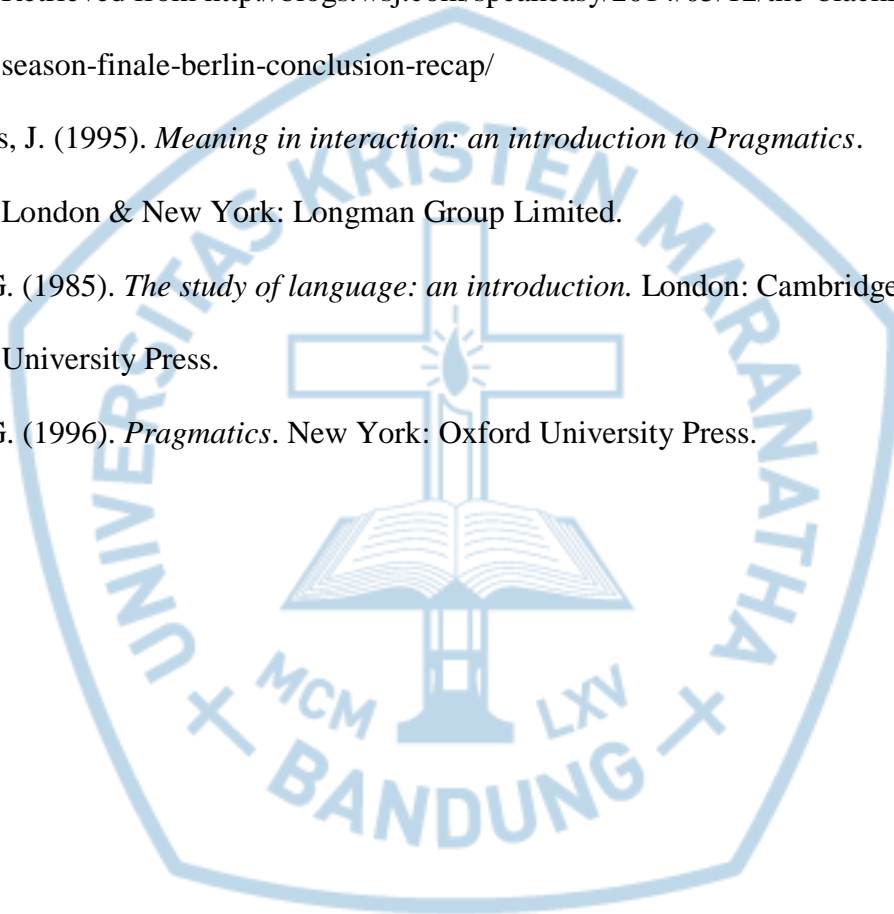 season-finale-berlin-conclusion-recap/
s, J. (1995). Meaning in interaction: an introduction to Pragmatics.
London & New York: Longman Group Limited.
G. (1985). The study of language: an introduction. London: Cambridge
University Press.
G. (1996). Pragmatics. New York: Oxford University Press.
UNIVERSITAS KRISTEN MARANATHA
MCM LXV
BANDUNG